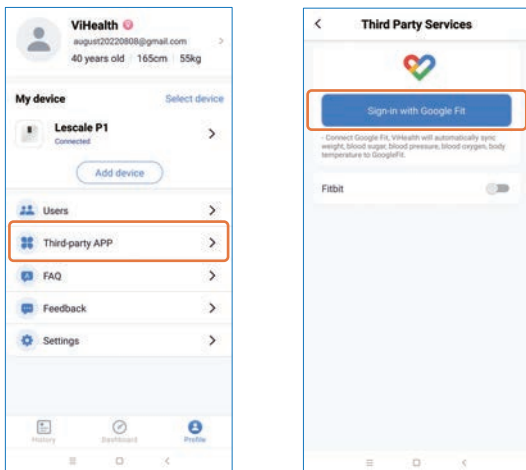 ViHealth
august20220808@gmail.com
40 years old 165cm 55kg
My device
Select device
Lescale P1
Connected
Add device
Users
Third-party APP
FAQ
Feedback
Settings
History
Dashboard
Profile
Third Party Services
Sign-in with Google Fit
- Connect Google Fit, ViHealth will automatically sync
weight, blood sugar, blood pressure, blood oxygen, body
temperature to GoogleFit.
Fitbit